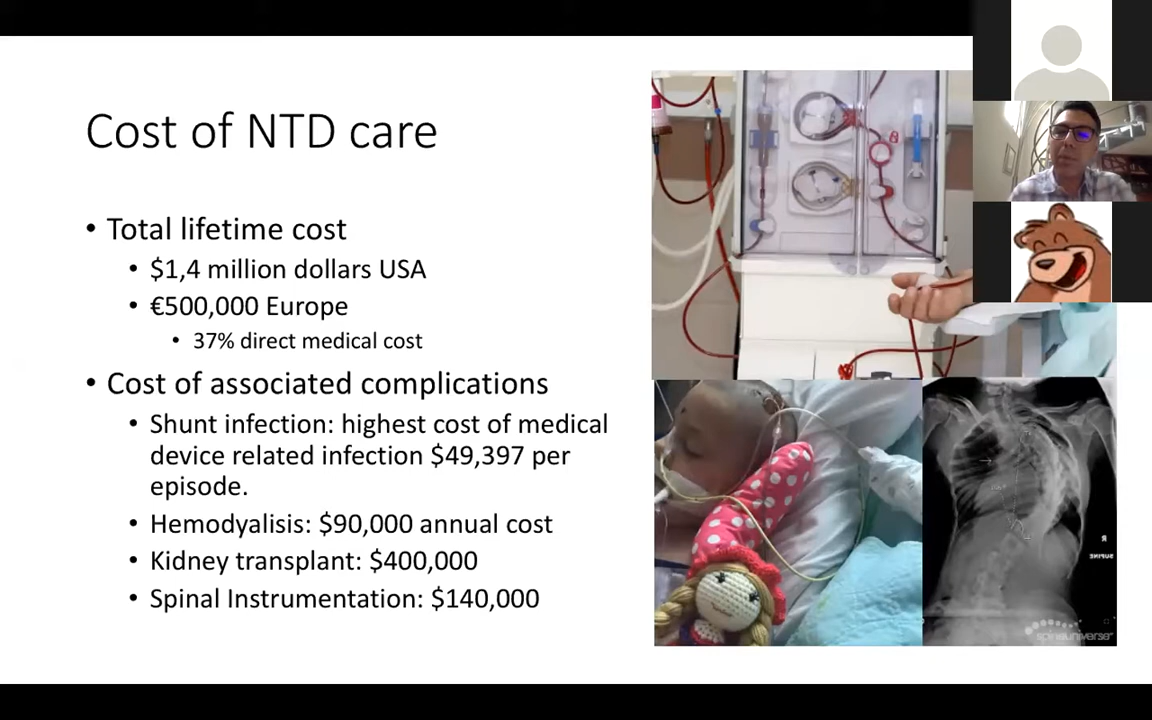 Cost of NTD care
• Total lifetime cost
• $1,4 million dollars USA
• €500,000 Europe
• 37% direct medical cost
• Cost of associated complications
• Shunt infection: highest cost of medical
device related infection $49,397 per
episode.
• Hemodyalisis: $90,000 annual cost
• Kidney transplant: $400,000
• Spinal Instrumentation: $140,000
R
SUPINE
spineuniverse